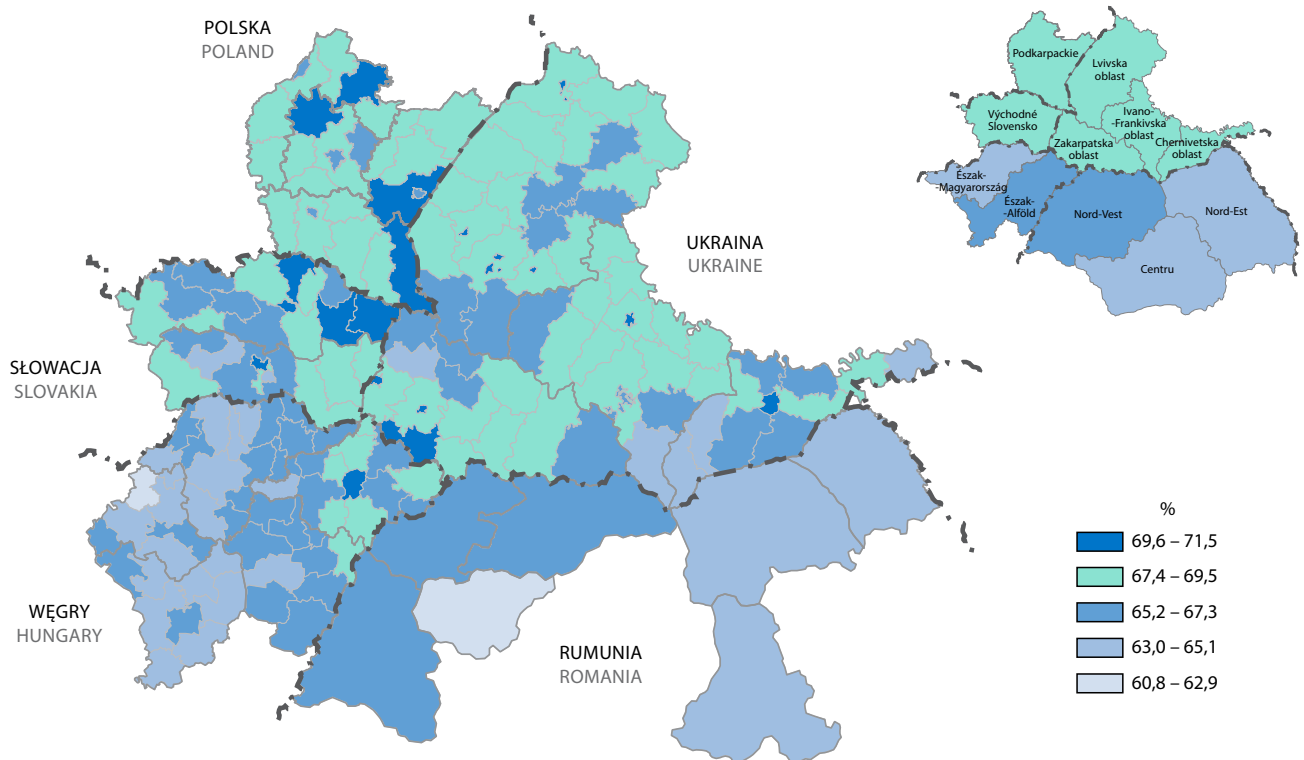 POLSKA
POLAND
UKRAINA
UKRAINE
SŁOWACJA
SLOVAKIA
WĘGRY
HUNGARY
RUMUNIA
ROMANIA
Podkarpackie
Lvivska
oblast
Východné
Slovensko
Ivano-
-Frankivska
oblast
Zakarpatska
oblast
Chernivetska
oblast
Észak-
-Magyarország
Észak-
-Alföld
Nord-Vest
Nord-Est
Centru
%
69,6 – 71,5
67,4 – 69,5
65,2 – 67,3
63,0 – 65,1
60,8 – 62,9